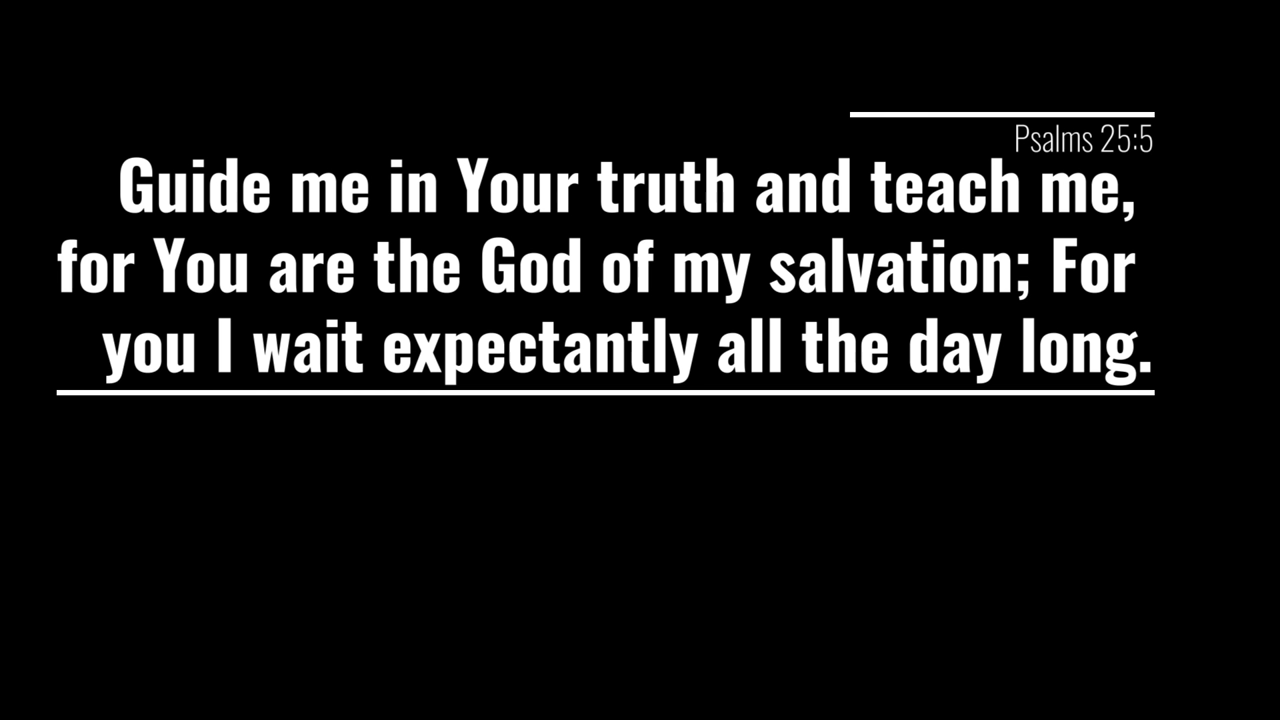 Psalms 25:5
Guide me in Your truth and teach me,
for You are the God of my salvation; For
you I wait expectantly all the day long.